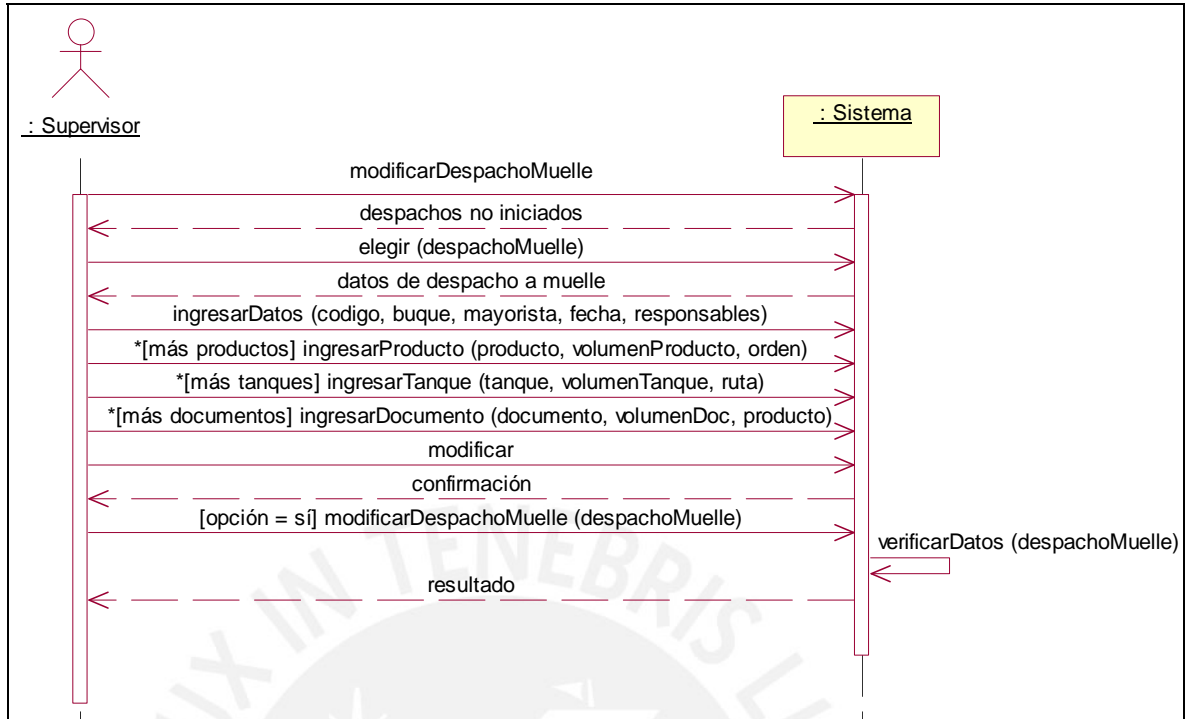 : Supervisor
: Sistema
modificarDespachoMuelle
despachos no iniciados
elegir (despachoMuelle)
datos de despacho a muelle
ingresarDatos (codigo, buque, mayorista, fecha, responsables)
*[más productos] ingresarProducto (producto, volumenProducto, orden)
*[más tanques] ingresarTanque (tanque, volumenTanque, ruta)
*[más documentos] ingresarDocumento (documento, volumenDoc, producto)
modificar
confirmación
[opción = sí] modificarDespachoMuelle (despachoMuelle)
verificarDatos (despachoMuelle)
resultado
IN TENEBRIS